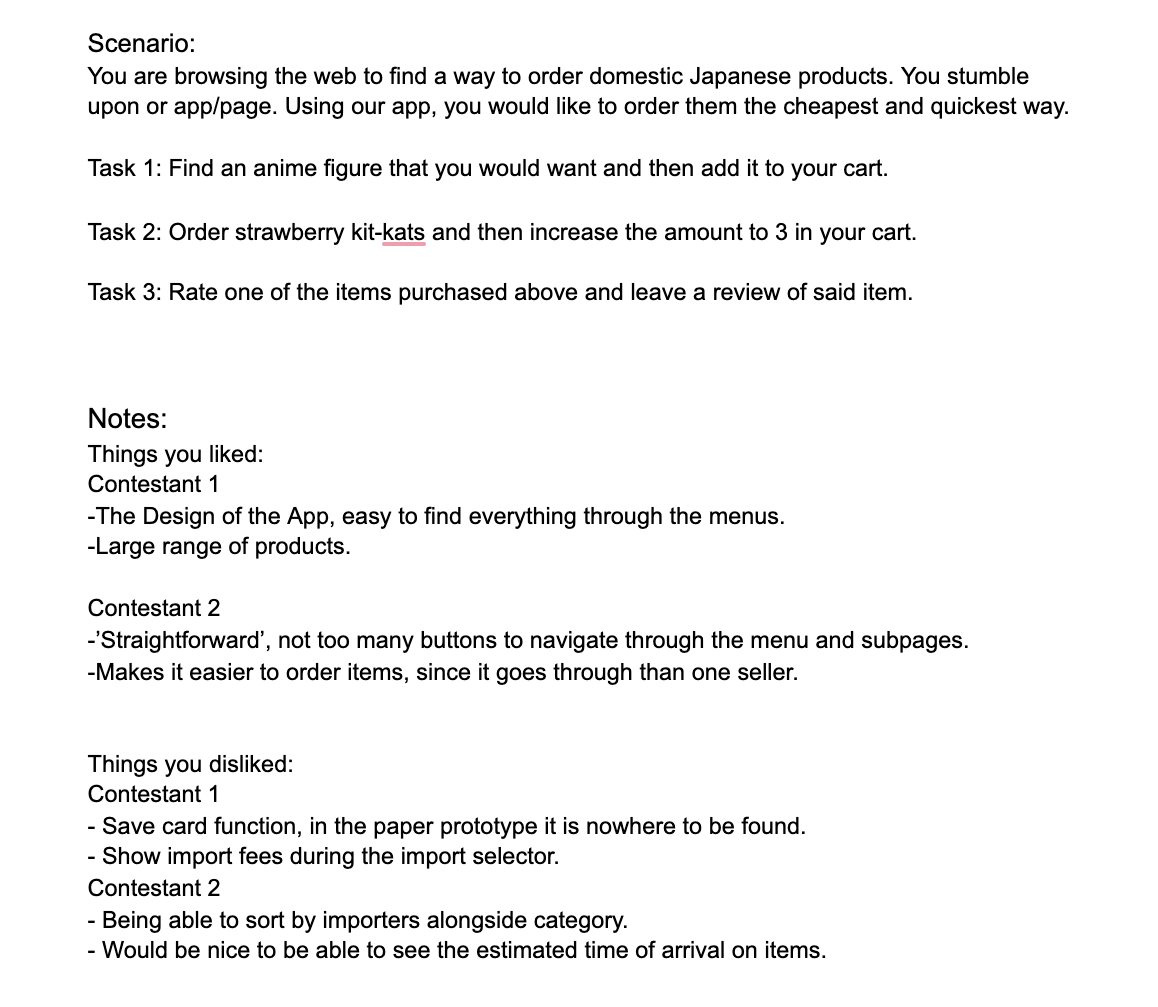 Scenario:
You are browsing the web to find a way to order domestic Japanese products. You stumble
upon or app/page. Using our app, you would like to order them the cheapest and quickest way.
Task 1: Find an anime figure that you would want and then add it to your cart.
Task 2: Order strawberry kit-kats and then increase the amount to 3 in your cart.
Task 3: Rate one of the items purchased above and leave a review of said item.
Notes:
Things you liked:
Contestant 1
-The Design of the App, easy to find everything through the menus.
-Large range of products.
Contestant 2
-’Straightforward’, not too many buttons to navigate through the menu and subpages.
-Makes it easier to order items, since it goes through than one seller.
Things you disliked:
Contestant 1
- Save card function, in the paper prototype it is nowhere to be found.
- Show import fees during the import selector.
Contestant 2
- Being able to sort by importers alongside category.
- Would be nice to be able to see the estimated time of arrival on items.